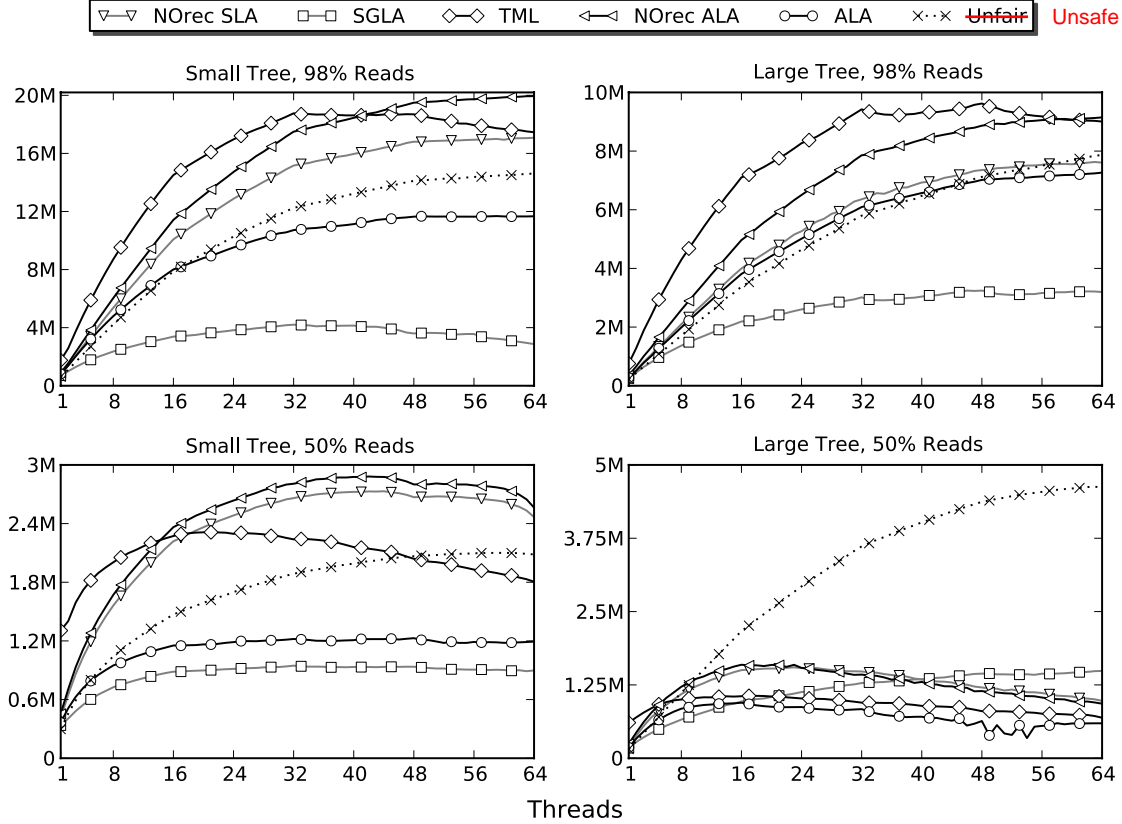 NOrec SLA SGLA TML NOrec ALA ALA Unfair Unsafe
Small Tree, 98% Reads
20M
16M
12M
8M
4M
0
1 8 16 24 32 40 48 56 64
Large Tree, 98% Reads
10M
8M
6M
4M
2M
0
1 8 16 24 32 40 48 56 64
Small Tree, 50% Reads
3M
2.4M
1.8M
1.2M
0.6M
0
1 8 16 24 32 40 48 56 64
Large Tree, 50% Reads
5M
3.75M
2.5M
1.25M
0
1 8 16 24 32 40 48 56 64
Threads